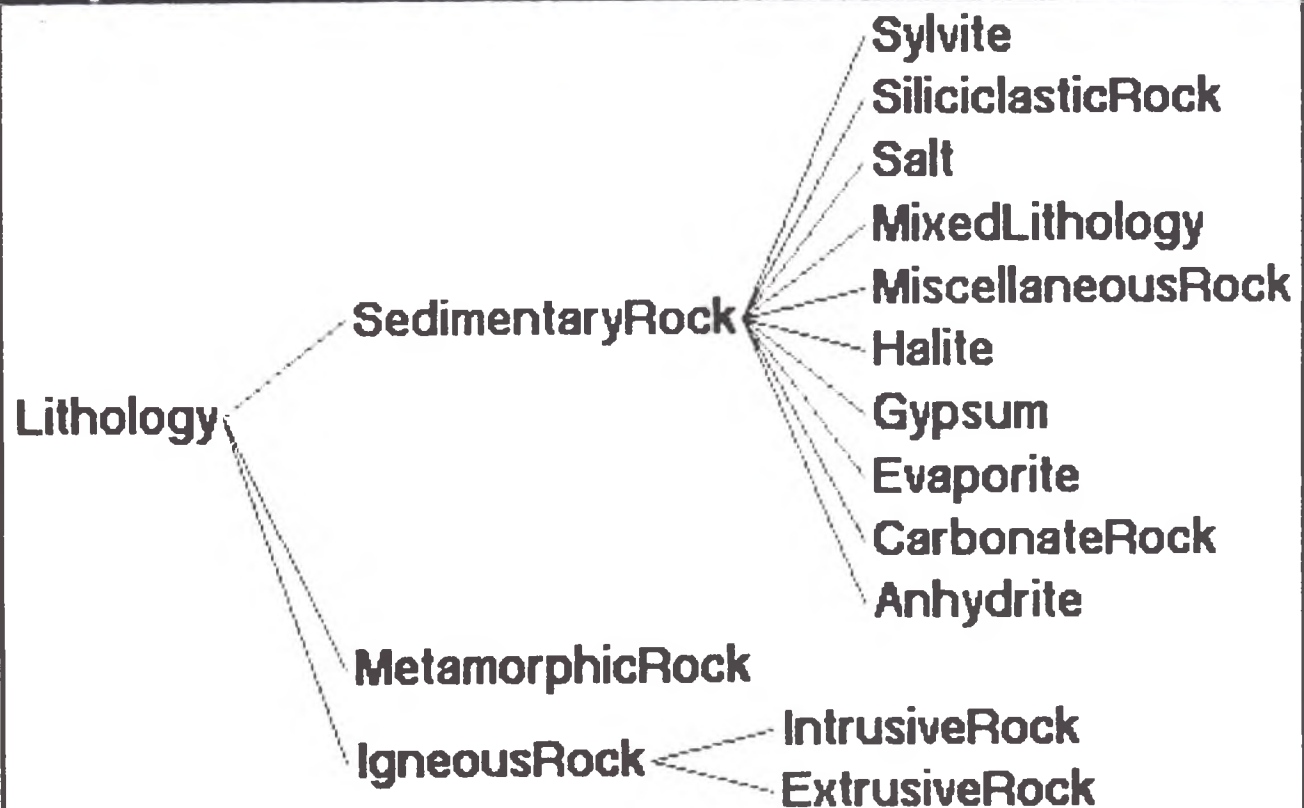 Sylvite
SiliciclasticRock
Salt
MixedLithology
MiscellaneousRock
SedimentaryRock
Halite
Lithology
Gypsum
Evaporite
CarbonateRock
Anhydrite
MetamorphicRock
IntrusiveRock
IgneousRock
ExtrusiveRock